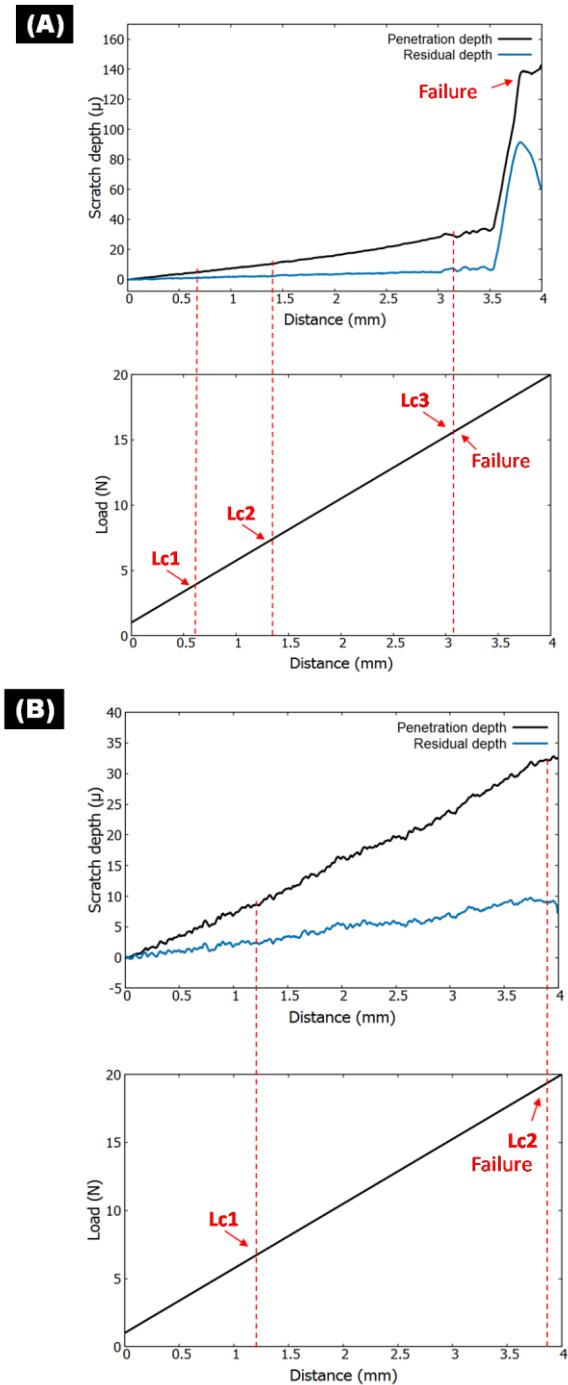 (A)
160
140
120
100
80
60
40
20
0
Scratch depth (µ)
Penetration depth
Residual depth
Failure
0 0.5 1 1.5 2 2.5 3 3.5 4
Distance (mm)
20
15
10
5
0
Load (N)
Lc1
Lc2
Lc3
Failure
0 0.5 1 1.5 2 2.5 3 3.5 4
Distance (mm)
(B)
40
35
30
25
20
15
10
5
0
-5
Scratch depth (µ)
Penetration depth
Residual depth
0 0.5 1 1.5 2 2.5 3 3.5 4
Distance (mm)
20
15
10
5
0
Load (N)
Lc1
Lc2
Failure
0 0.5 1 1.5 2 2.5 3 3.5 4
Distance (mm)